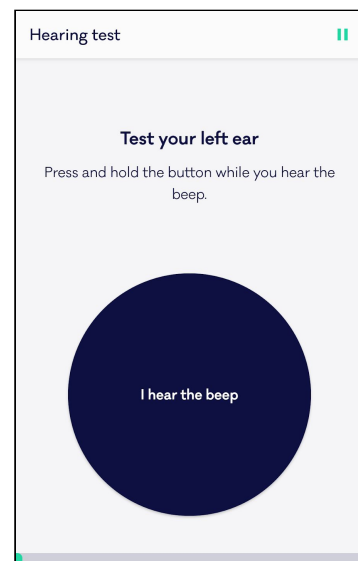 Hearing test
Test your left ear
Press and hold the button while you hear the
beep.
I hear the beep